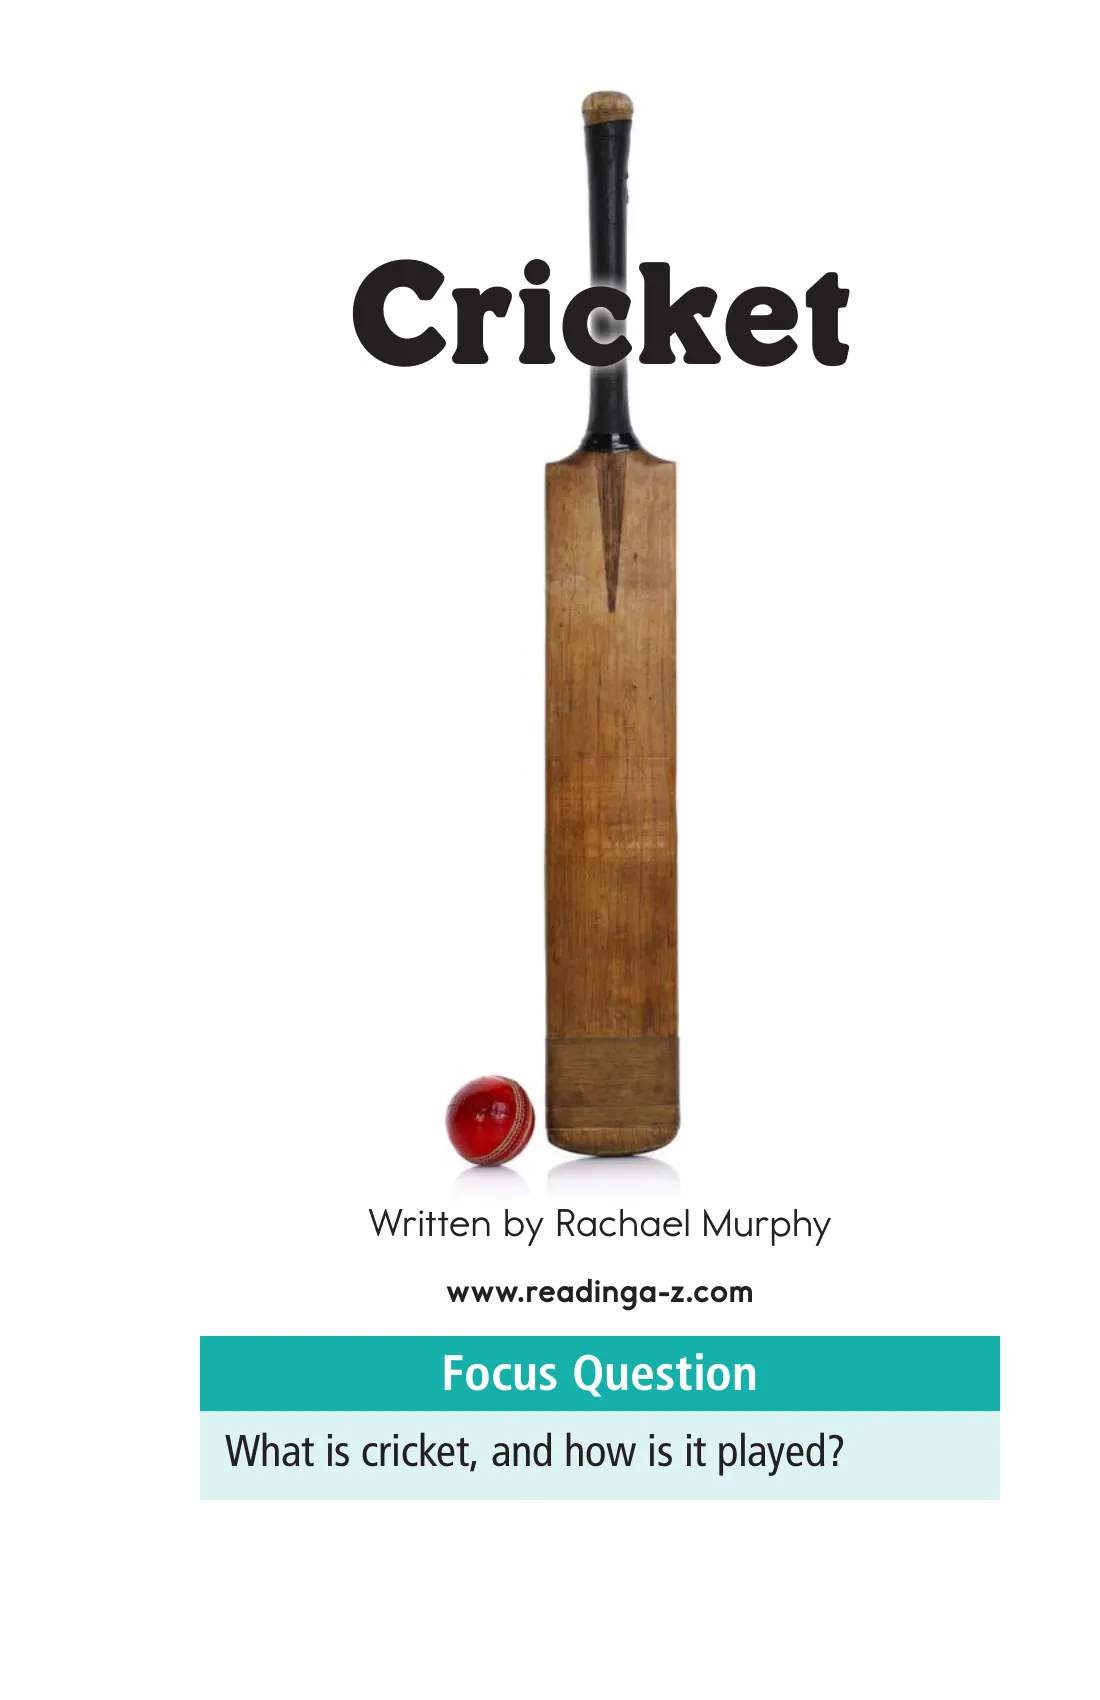 Cricket
Written by Rachael Murphy
www.readinga-z.com
Focus Question
What is cricket, and how is it played?